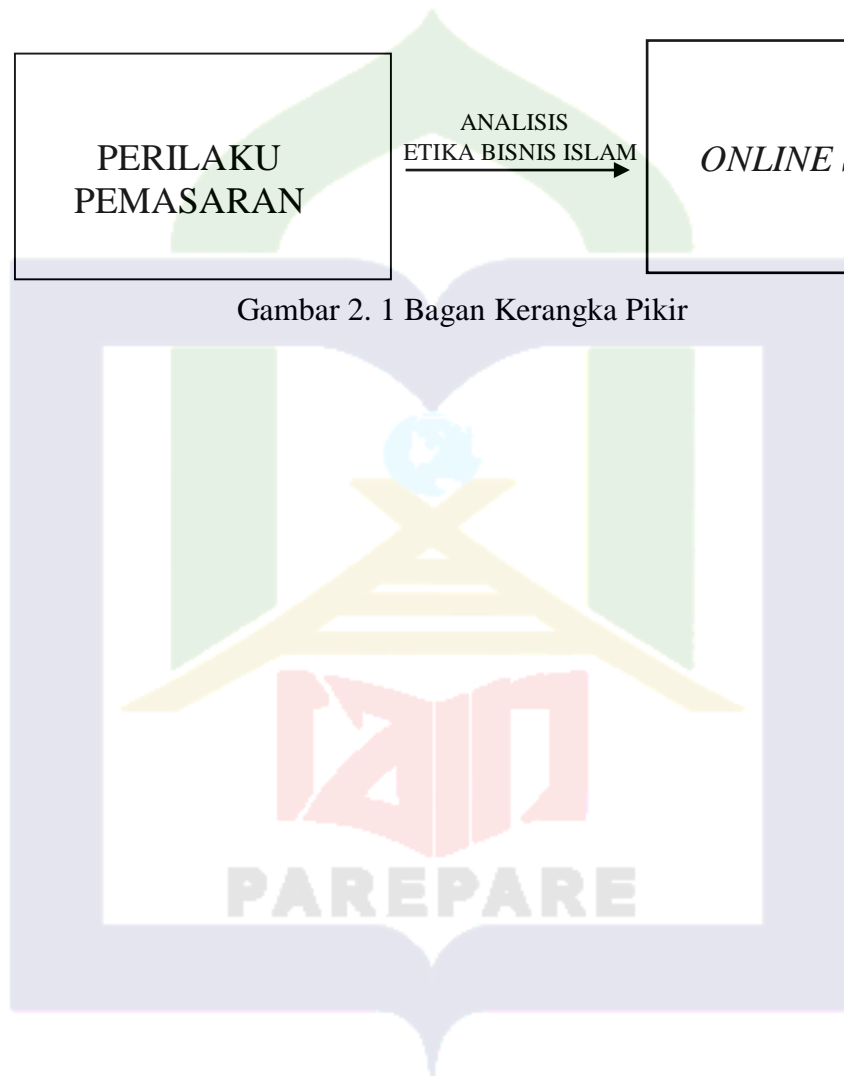 ANALISIS
ETIKA BISNIS ISLAM
PERILAKU
PEMASARAN
ONLINE
Gambar 2. 1 Bagan Kerangka Pikir
PAREPARE